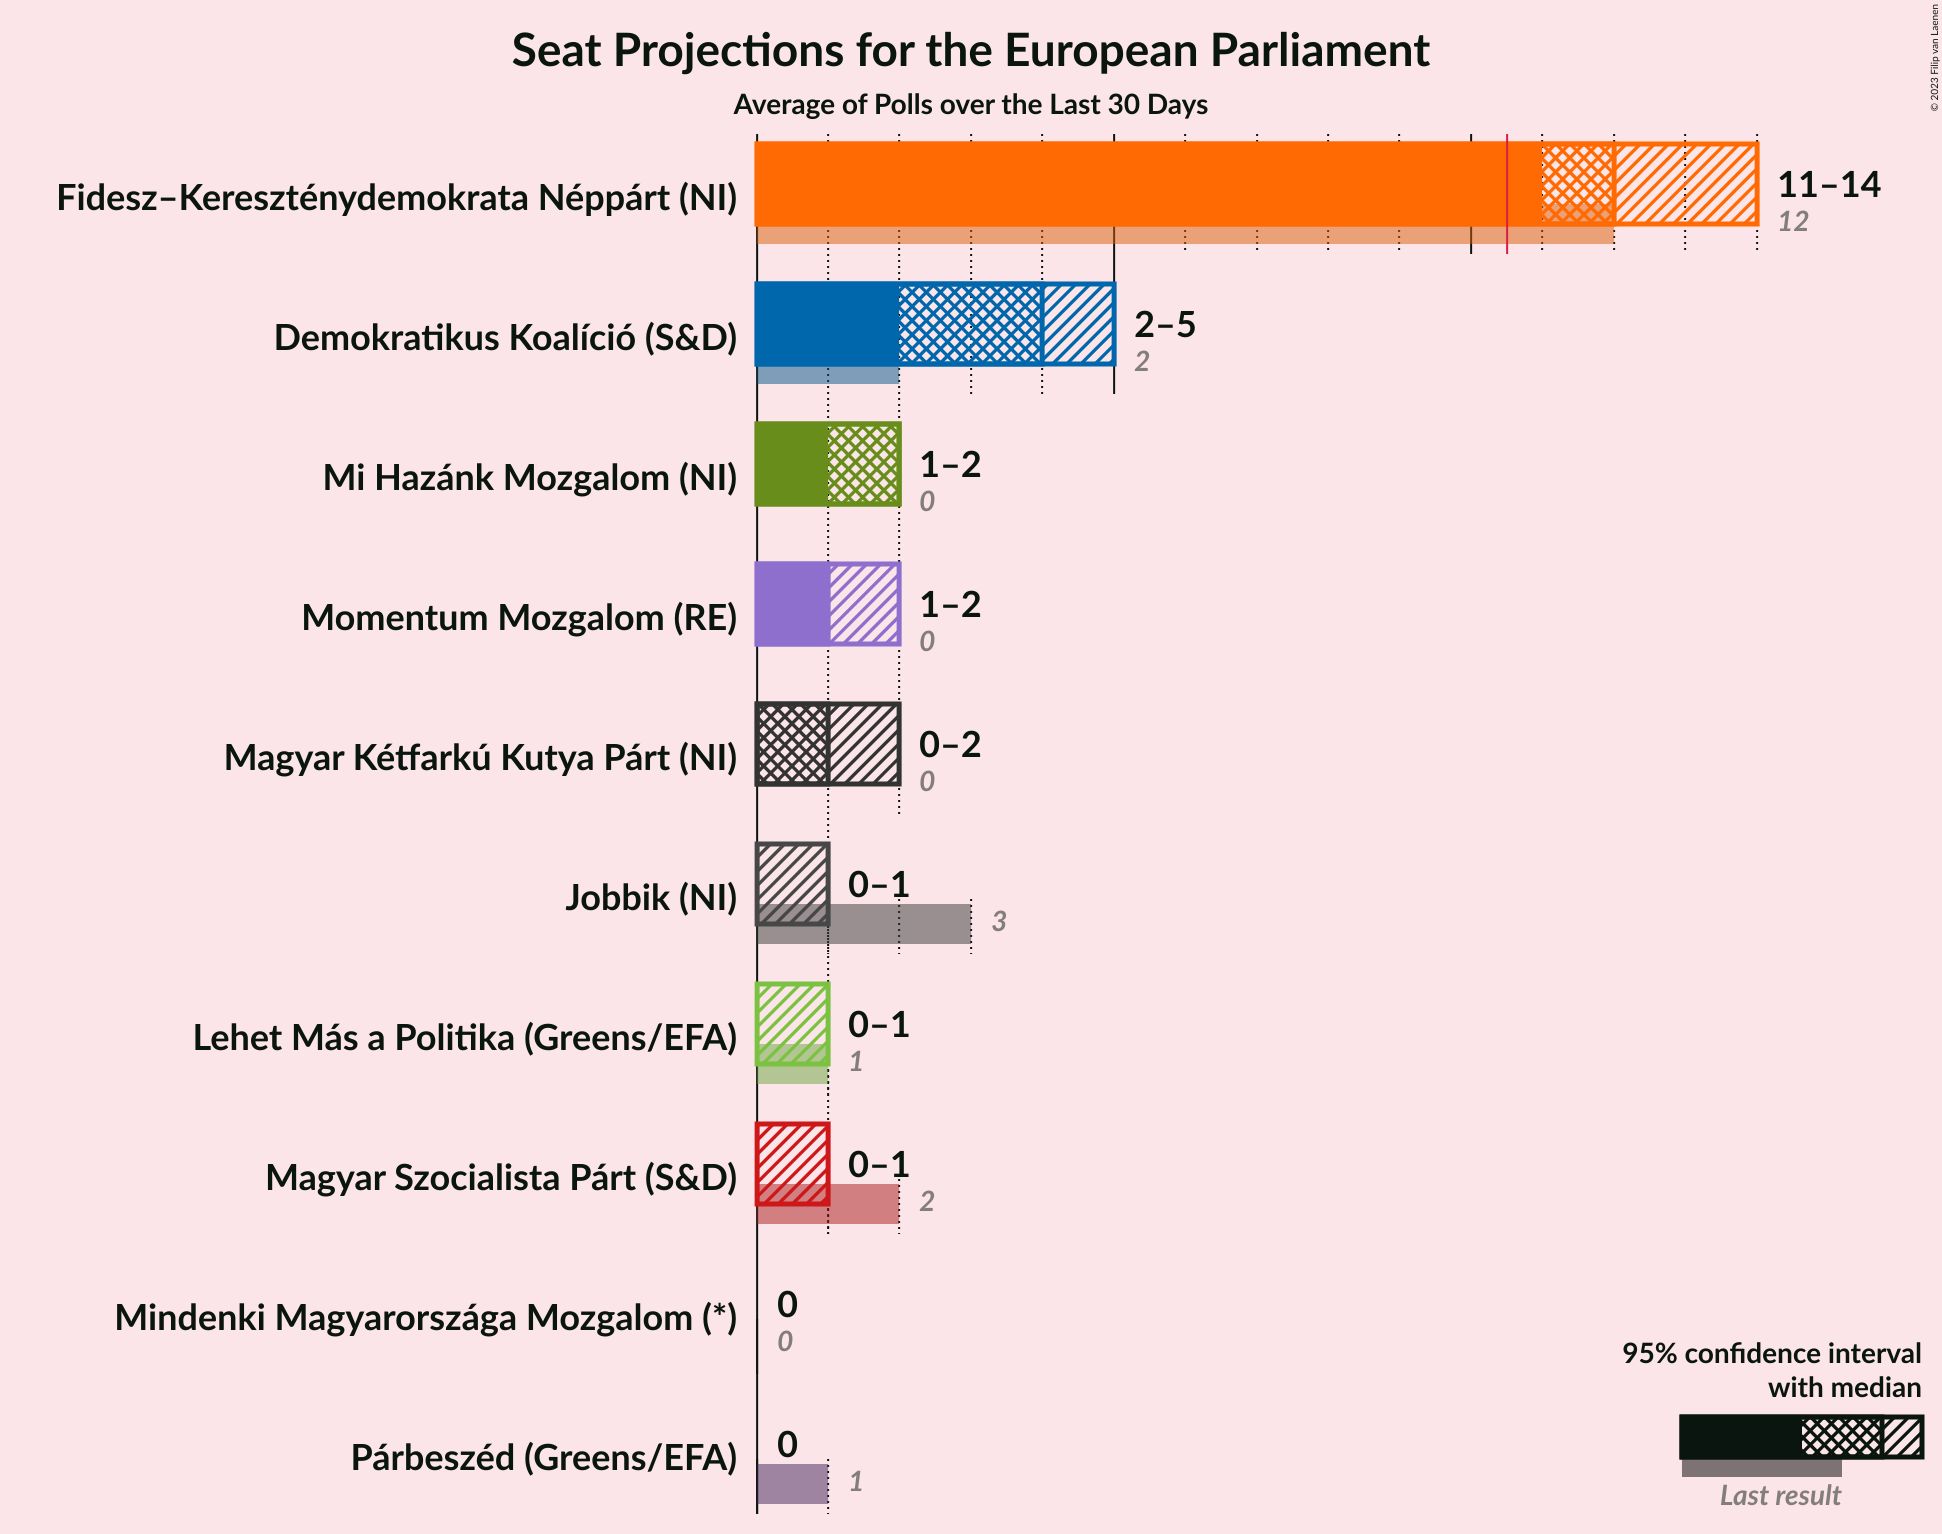 Seat Projections for the European Parliament
Average of Polls over the Last 30 Days
© 2023 Filip van Laenen
Fidesz–Kereszténydemokrata Néppárt (NI)
11–14
12
Demokratikus Koalíció (S&D)
2–5
2
Mi Hazánk Mozgalom (NI)
1–2
0
Momentum Mozgalom (RE)
1–2
0
Magyar Kétfarkú Kutya Párt (NI)
0–2
0
Jobbik (NI)
0–1
3
Lehet Más a Politika (Greens/EFA)
0–1
1
Magyar Szocialista Párt (S&D)
0–1
2
Mindenki Magyarországa Mozgalom (*)
0
0
Párbeszéd (Greens/EFA)
0
1
95% confidence interval
with median
Last result